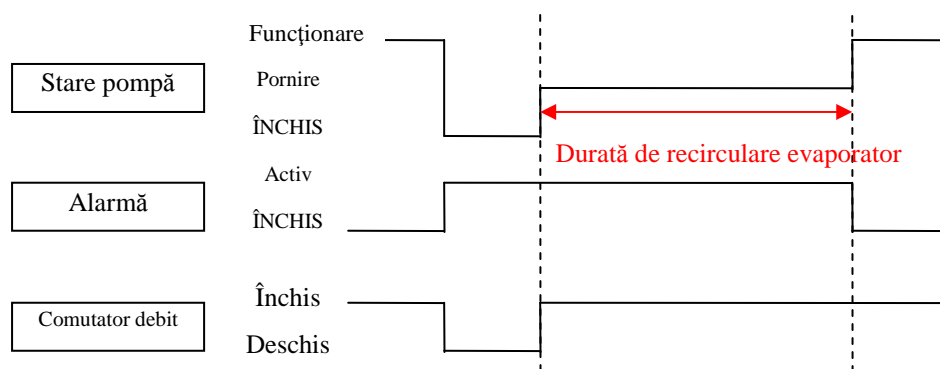 Funcţionare
Stare pompă
Pornire
ÎNCHIS
Durată de recirculare evaporator
Activ
Alarmă
ÎNCHIS
Închis
Comutator debit
Deschis